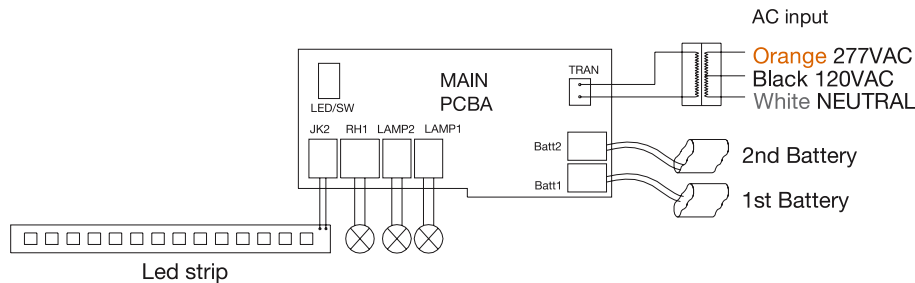 AC input
Orange 277VAC
Black 120VAC
White NEUTRAL
TRAN
MAIN
PCBA
LED/SW
JK2 RH1 LAMP2 LAMP1
Batt2
2nd Battery
Batt1
1st Battery
Led strip